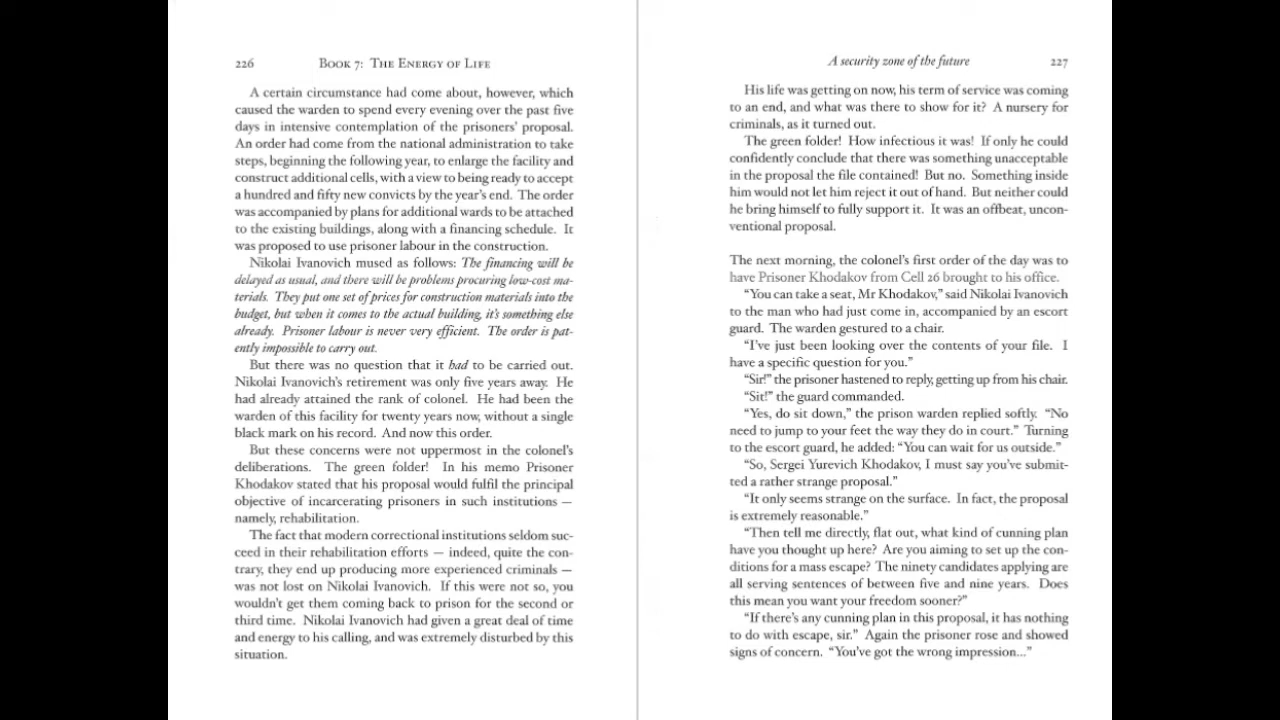 226 BOOK 7: THE ENERGY OF LIFE
A certain circumstance had come about, however, which
caused the warden to spend every evening over the past five
days in intensive contemplation of the prisoners' proposal.
An order had come from the national administration to take
steps, beginning the following year, to enlarge the facility and
construct additional cells, with a view to being ready to accept
a hundred and fifty new convicts by the year's end. The order
was accompanied by plans for additional wards to be attached
to the existing buildings, along with a financing schedule. It
was proposed to use prisoner labour in the construction.
Nikolai Ivanovich mused as follows: The financing will be
delayed as usual, and there will be problems procuring low-cost ma-
terials. They put one set of prices for construction materials into the
budget, but when it comes to the actual building, it's something else
already. Prisoner labour is never very efficient. The order is pat-
ently impossible to carry out.
But there was no question that it had to be carried out.
Nikolai Ivanovich's retirement was only five years away. He
had already attained the rank of colonel. He had been the
warden of this facility for twenty years now, without a single
black mark on his record. And now this order.
But these concerns were not uppermost in the colonel's
deliberations. The green folder! In his memo Prisoner
Khodakov stated that his proposal would fulfil the principal
objective of incarcerating prisoners in such institutions —
namely, rehabilitation.
The fact that modern correctional institutions seldom suc-
ceed in their rehabilitation efforts — indeed, quite the con-
trary, they end up producing more experienced criminals —
was not lost on Nikolai Ivanovich. If this were not so, you
wouldn't get them coming back to prison for the second or
third time. Nikolai Ivanovich had given a great deal of time
and energy to his calling, and was extremely disturbed by this
situation.
A security zone of the future 227
His life was getting on now, his term of service was coming
to an end, and what was there to show for it? A nursery for
criminals, as it turned out.
The green folder! How infectious it was! If only he could
confidently conclude that there was something unacceptable
in the proposal the file contained! But no. Something inside
him would not let him reject it out of hand. But neither could
he bring himself to fully support it. It was an offbeat, uncon-
ventional proposal.
The next morning, the colonel's first order of the day was to
have Prisoner Khodakov from Cell 26 brought to his office.
"You can take a seat, Mr Khodakov," said Nikolai Ivanovich
to the man who had just come in, accompanied by an escort
guard. The warden gestured to a chair.
"I've just been looking over the contents of your file. I
have a specific question for you."
"Sir!" the prisoner hastened to reply, getting up from his chair.
"Sit!" the guard commanded.
"Yes, do sit down," the prison warden replied softly. "No
need to jump to your feet the way they do in court." Turning
to the escort guard, he added: "You can wait for us outside."
"So, Sergei Yurevich Khodakov, I must say you've submit-
ted a rather strange proposal."
"It only seems strange on the surface. In fact, the proposal
is extremely reasonable."
"Then tell me directly, flat out, what kind of cunning plan
have you thought up here? Are you aiming to set up the con-
ditions for a mass escape? The ninety candidates applying are
all serving sentences of between five and nine years. Does
this mean you want your freedom sooner?"
"If there's any cunning plan in this proposal, it has nothing
to do with escape, sir." Again the prisoner rose and showed
signs of concern. "You've got the wrong impression..."